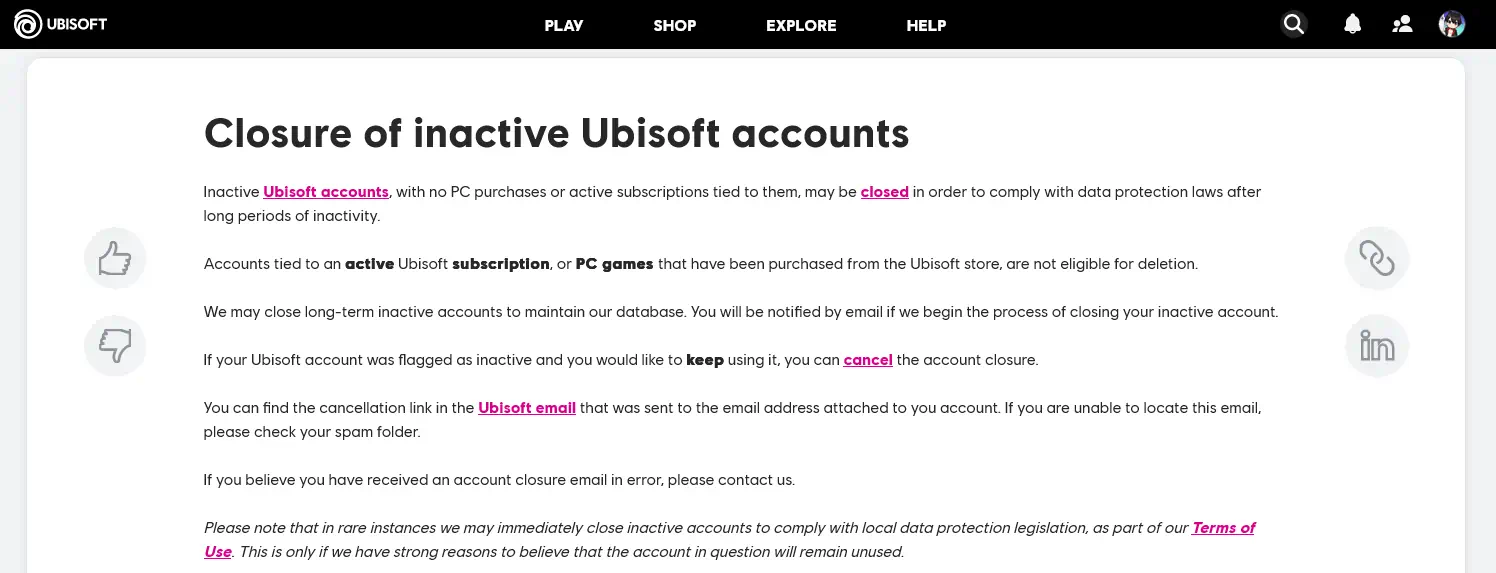 UBISOFT
PLAY
SHOP
EXPLORE
HELP
Closure of inactive Ubisoft accounts
Inactive Ubisoft accounts, with no PC purchases or active subscriptions tied to them, may be closed in order to comply with data protection laws after
long periods of inactivity.
Accounts tied to an active Ubisoft subscription, or PC games that have been purchased from the Ubisoft store, are not eligible for deletion.
We may close long-term inactive accounts to maintain our database. You will be notified by email if we begin the process of closing your inactive account.
If your Ubisoft account was flagged as inactive and you would like to keep using it, you can cancel the account closure.
You can find the cancellation link in the Ubisoft email that was sent to the email address attached to you account. If you are unable to locate this email,
please check your spam folder.
If you believe you have received an account closure email in error, please contact us.
Please note that in rare instances we may immediately close inactive accounts to comply with local data protection legislation, as part of our Terms of
Use. This is only if we have strong reasons to believe that the account in question will remain unused.
in